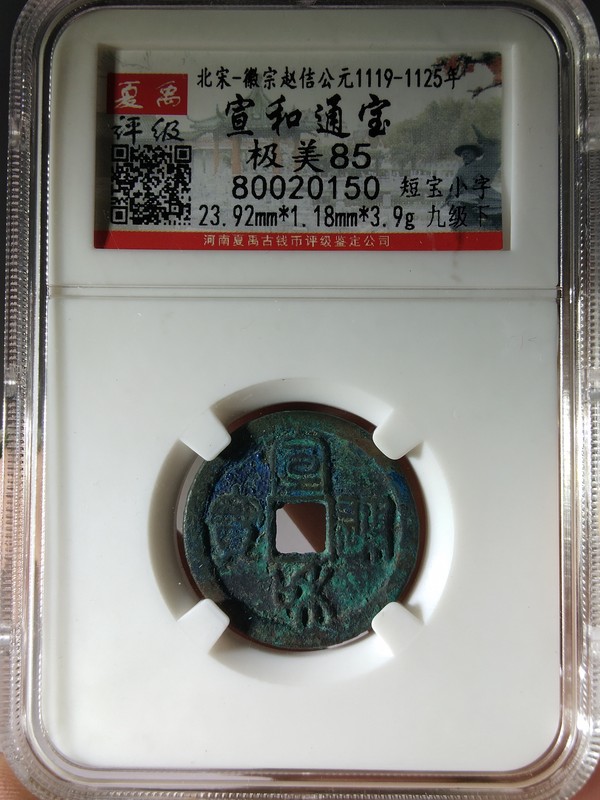 北宋-徽宗赵佶公元1119-1125年
夏禹
评级
宣和通宝
极美85
80020150 短宝小字
23.92mm*1.18mm*3.9g 九级下
河南夏禹古钱币评级鉴定公司
宣和通寳